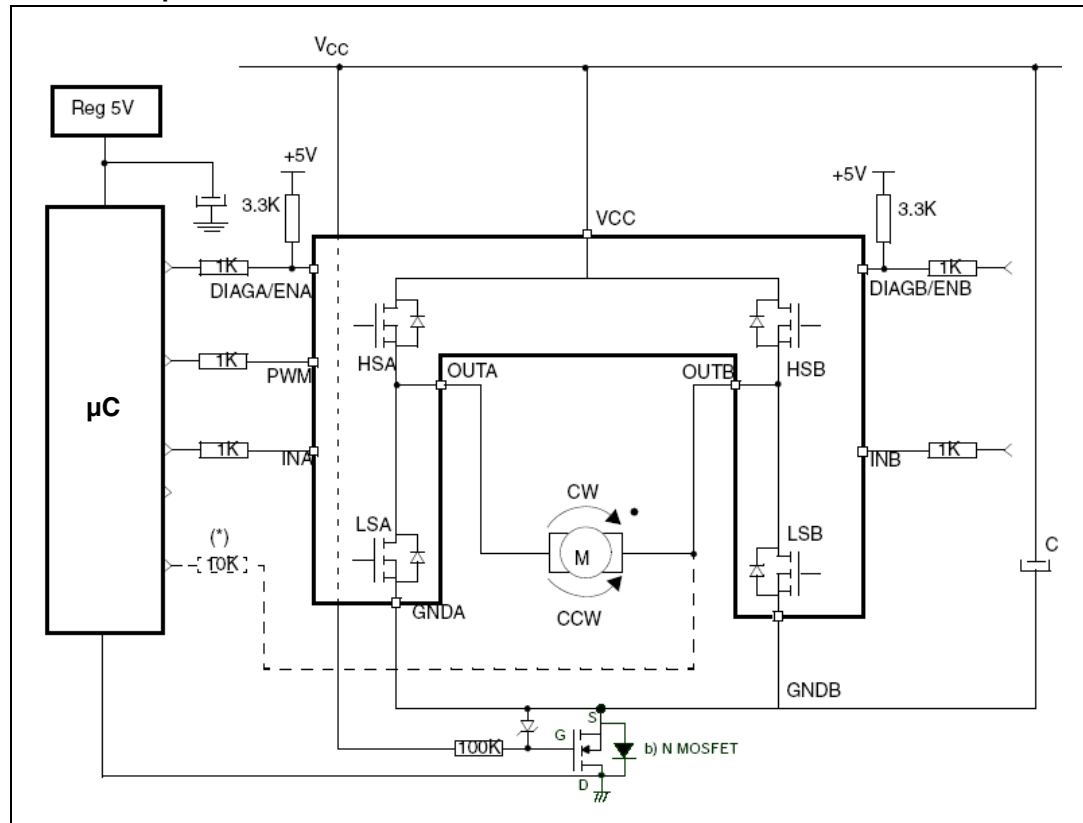 VCC
Reg 5V
+5V
3.3K
+5V
3.3K
VCC
1K
DIAGA/ENA
1K
DIAGB/ENB
HSA
HSB
1K
PWM
OUTA
OUTB
µC
1K
INA
1K
INB
CW
M
CCW
LSA
LSB
C
(*)
10K
GNDA
GNDB
S
G
100K
b) N MOSFET
D